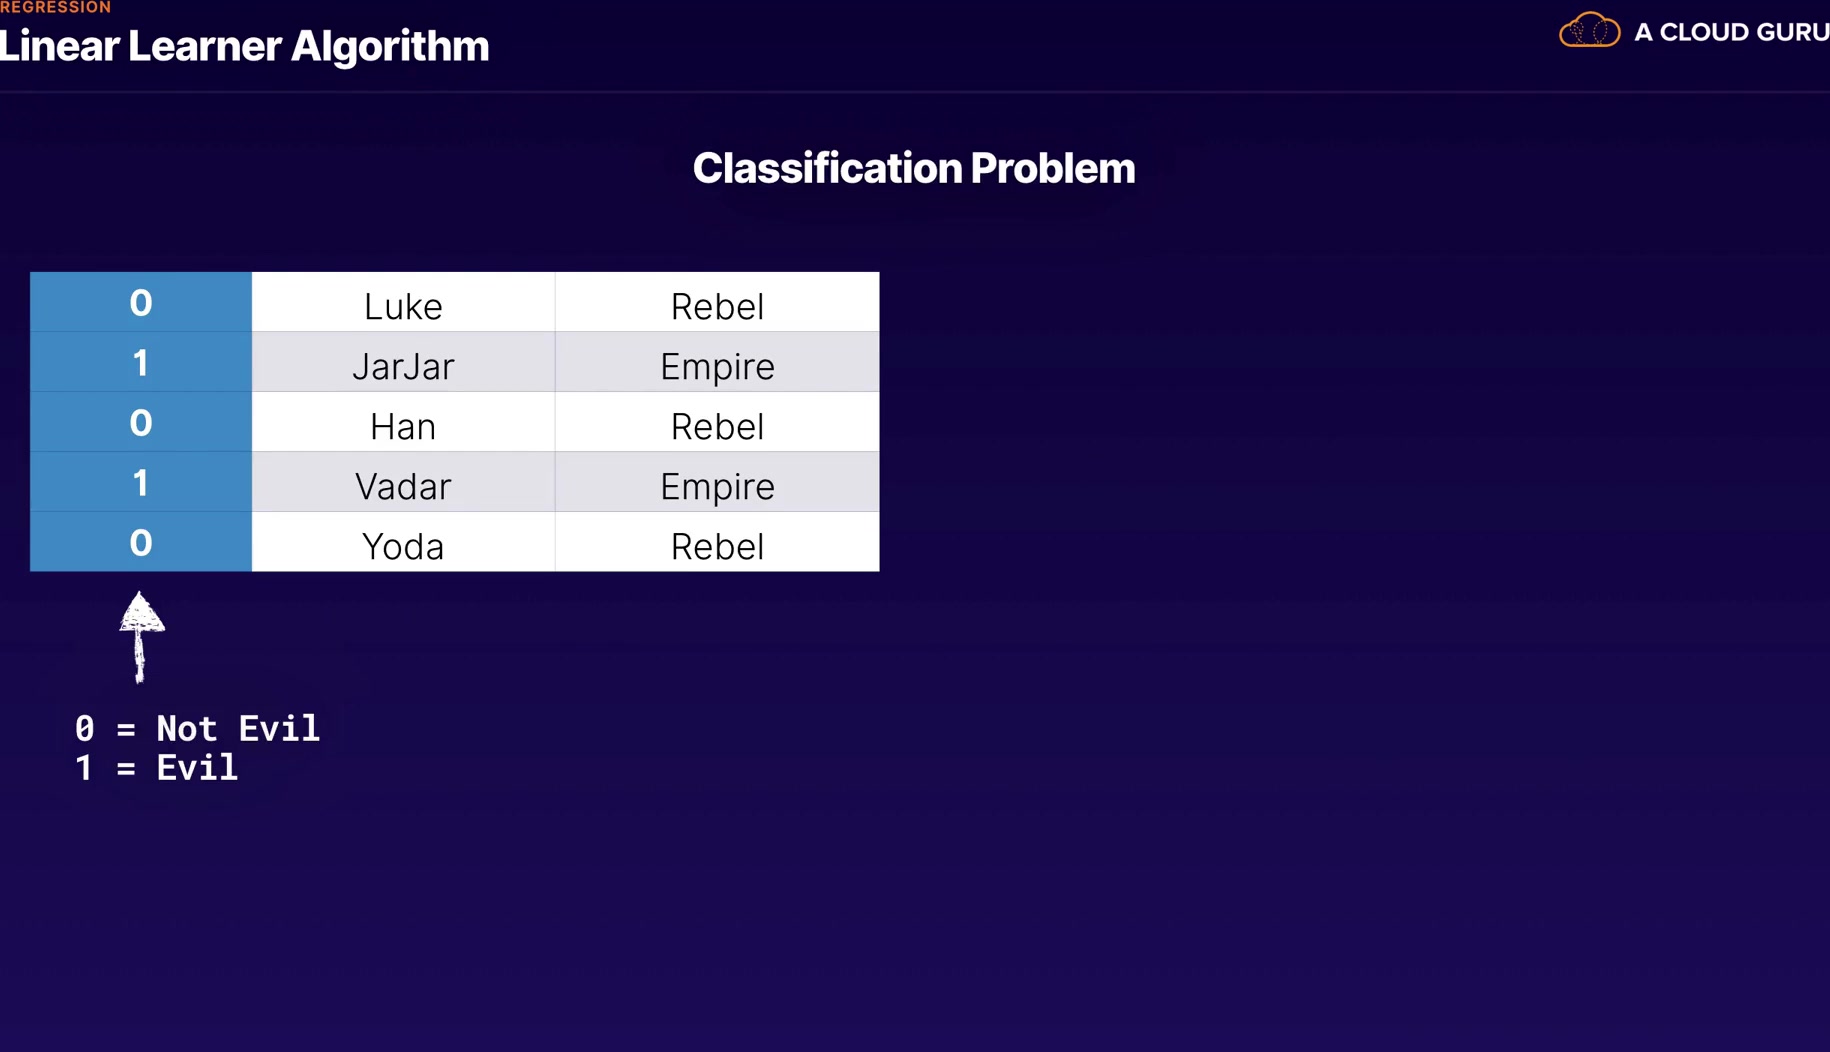 REGRESSION
Linear Learner Algorithm
A CLOUD GURU
Classification Problem
0 Luke Rebel
1 JarJar Empire
0 Han Rebel
1 Vadar Empire
0 Yoda Rebel
0 = Not Evil
1 = Evil